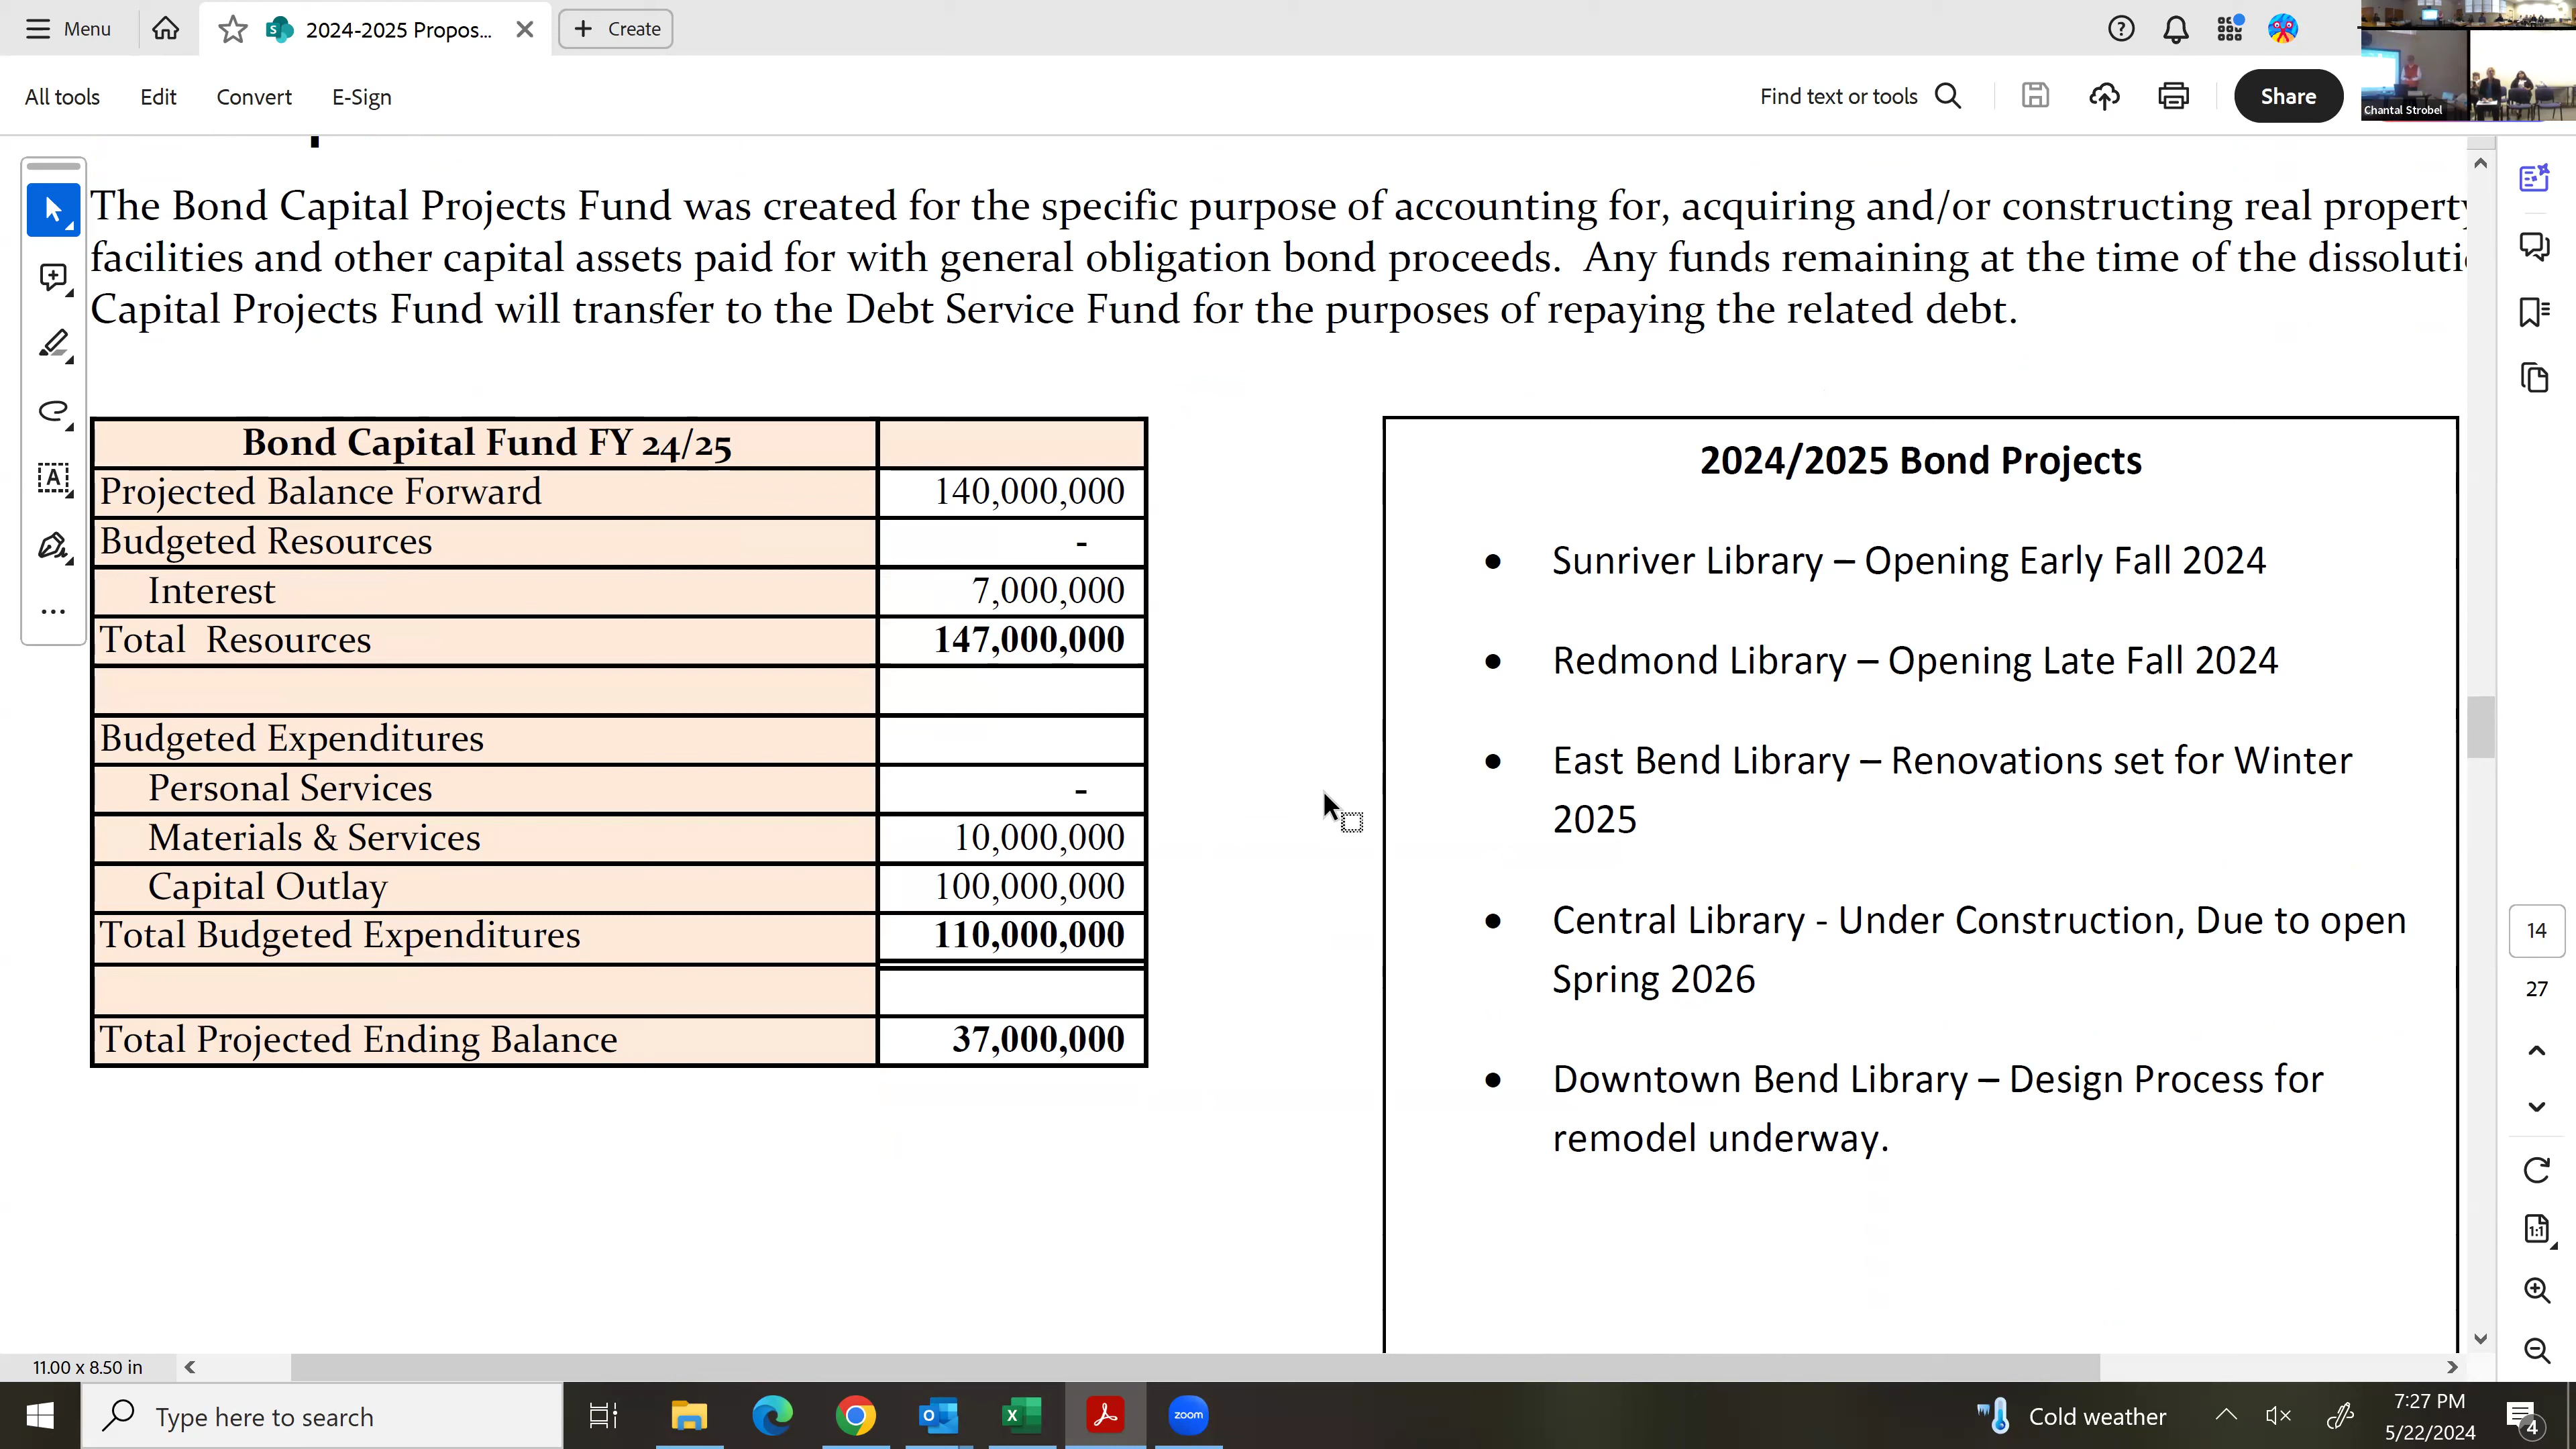 Menu
2024-2025 Propos...
Create
All tools
Edit
Convert
E-Sign
Find text or tools
Share
Chantal Strobel
The Bond Capital Projects Fund was created for the specific purpose of accounting for, acquiring and/or constructing real property
facilities and other capital assets paid for with general obligation bond proceeds. Any funds remaining at the time of the dissoluti
Capital Projects Fund will transfer to the Debt Service Fund for the purposes of repaying the related debt.
Bond Capital Fund FY 24/25
Projected Balance Forward 140,000,000
Budgeted Resources -
Interest 7,000,000
Total Resources 147,000,000
Budgeted Expenditures
Personal Services -
Materials & Services 10,000,000
Capital Outlay 100,000,000
Total Budgeted Expenditures 110,000,000
Total Projected Ending Balance 37,000,000
2024/2025 Bond Projects
• Sunriver Library – Opening Early Fall 2024
• Redmond Library – Opening Late Fall 2024
• East Bend Library – Renovations set for Winter
2025
• Central Library - Under Construction, Due to open
Spring 2026
• Downtown Bend Library – Design Process for
remodel underway.
14
27
1:1
11.00 x 8.50 in
Type here to search
zoom
Cold weather
7:27 PM
5/22/2024
4